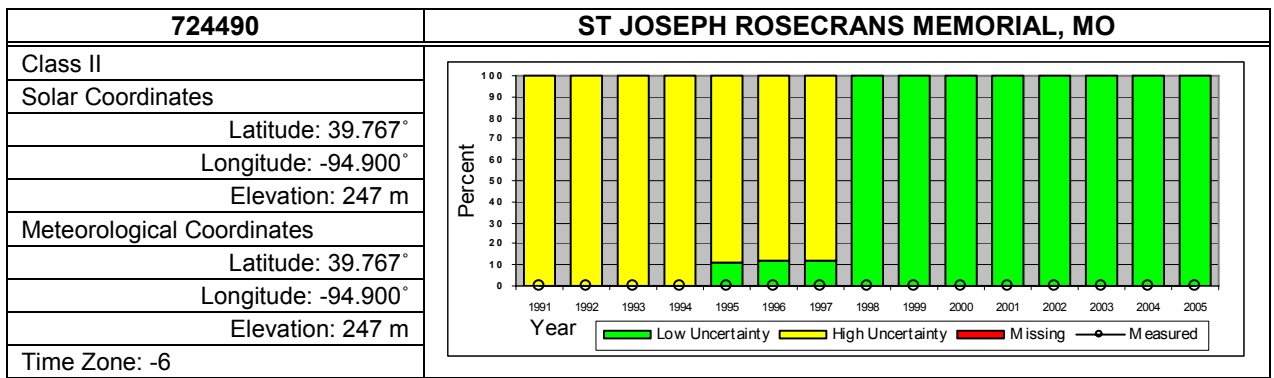 724490
ST JOSEPH ROSECRANS MEMORIAL, MO
Class II
Solar Coordinates
Latitude: 39.767˚
Longitude: -94.900˚
Elevation: 247 m
Meteorological Coordinates
Latitude: 39.767˚
Longitude: -94.900˚
Elevation: 247 m
Time Zone: -6
Percent
100
90
80
70
60
50
40
30
20
10
0
1991 1992 1993 1994 1995 1996 1997 1998 1999 2000 2001 2002 2003 2004 2005
Year
Low Uncertainty High Uncertainty Missing Measured